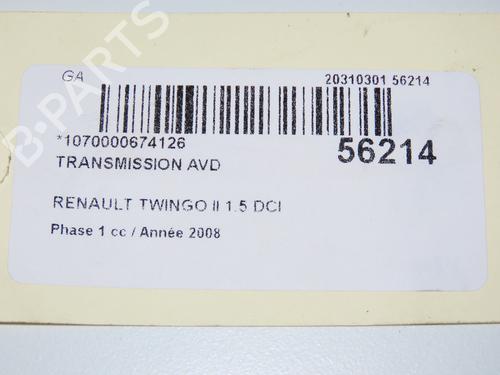 B-PARTS
GA
20310301 56214
*1070000674126
56214
TRANSMISSION AVD
RENAULT TWINGO II 1.5 DCI
Phase 1 cc / Année 2008